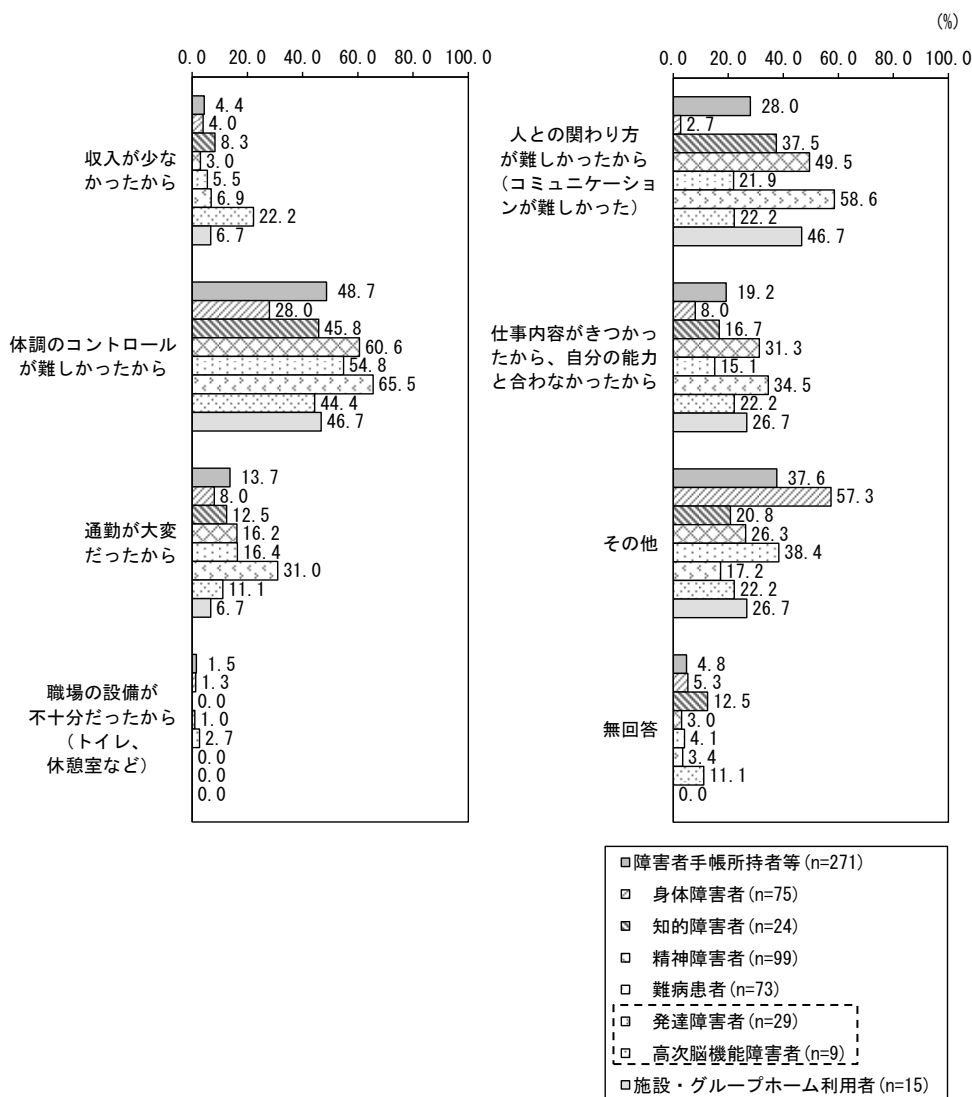 (%)
0.0 20.0 40.0 60.0 80.0 100.0
収入が少な
かったから
4.4
4.0
8.3
3.0
5.5
6.9
22.2
6.7
体調のコントロール
が難しかったから
48.7
28.0
45.8
60.6
54.8
65.5
44.4
46.7
通勤が大変
だったから
13.7
8.0
12.5
16.2
16.4
31.0
11.1
6.7
職場の設備が
不十分だったから
(トイレ、
休憩室など)
1.5
1.3
0.0
1.0
2.7
0.0
0.0
0.0
0.0 20.0 40.0 60.0 80.0 100.0
人との関わり方
が難しかったから
(コミュニケーショ
ンが難しかった)
28.0
2.7
37.5
49.5
21.9
58.6
22.2
46.7
仕事内容がきつかっ
たから、自分の能力
と合わなかったから
19.2
8.0
16.7
31.3
15.1
34.5
22.2
26.7
その他
37.6
57.3
20.8
26.3
38.4
17.2
22.2
26.7
無回答
4.8
5.3
12.5
3.0
4.1
3.4
11.1
0.0
障害者手帳所持者等(n=271)
身体障害者(n=75)
知的障害者(n=24)
精神障害者(n=99)
難病患者(n=73)
発達障害者(n=29)
高次脳機能障害者(n=9)
施設・グループホーム利用者(n=15)